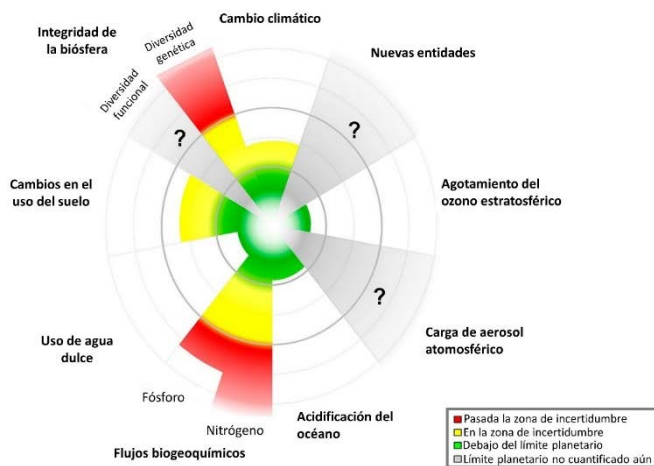 Cambio climático
Integridad de
la biósfera
Diversidad
genética
Diversidad
funcional
Nuevas entidades
?
?
Cambios en el
uso del suelo
Agotamiento del
ozono estratosférico
?
Uso de agua
dulce
Carga de aerosol
atomosférico
Fósforo
Nitrógeno
Acidificación del
océano
Flujos biogeoquímicos
Pasada la zona de incertidumbre
En la zona de incertidumbre
Debajo del límite planetario
Límite planetario no cuantificado aún